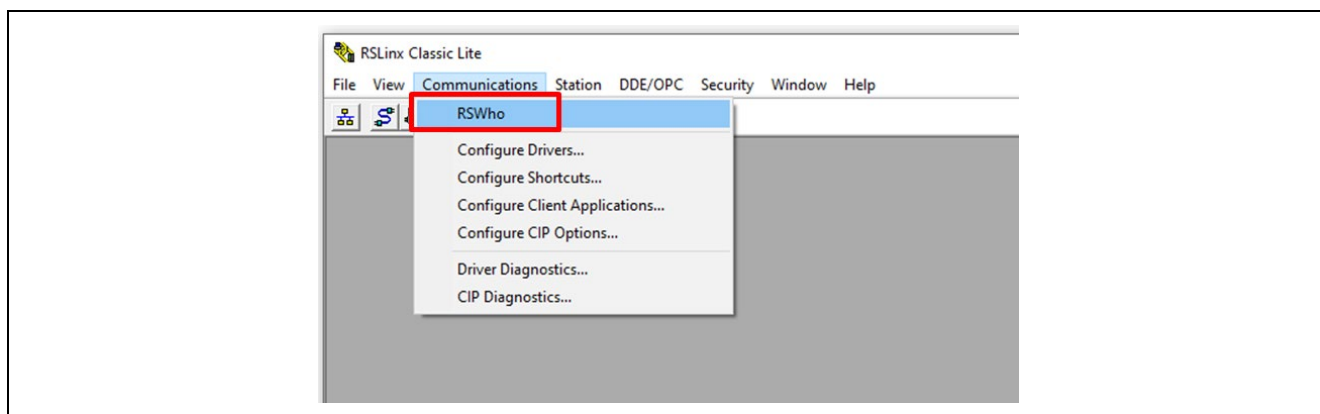 RSLinx Classic Lite
File View Communications Station DDE/OPC Security Window Help
RSWho
Configure Drivers...
Configure Shortcuts...
Configure Client Applications...
Configure CIP Options...
Driver Diagnostics...
CIP Diagnostics...